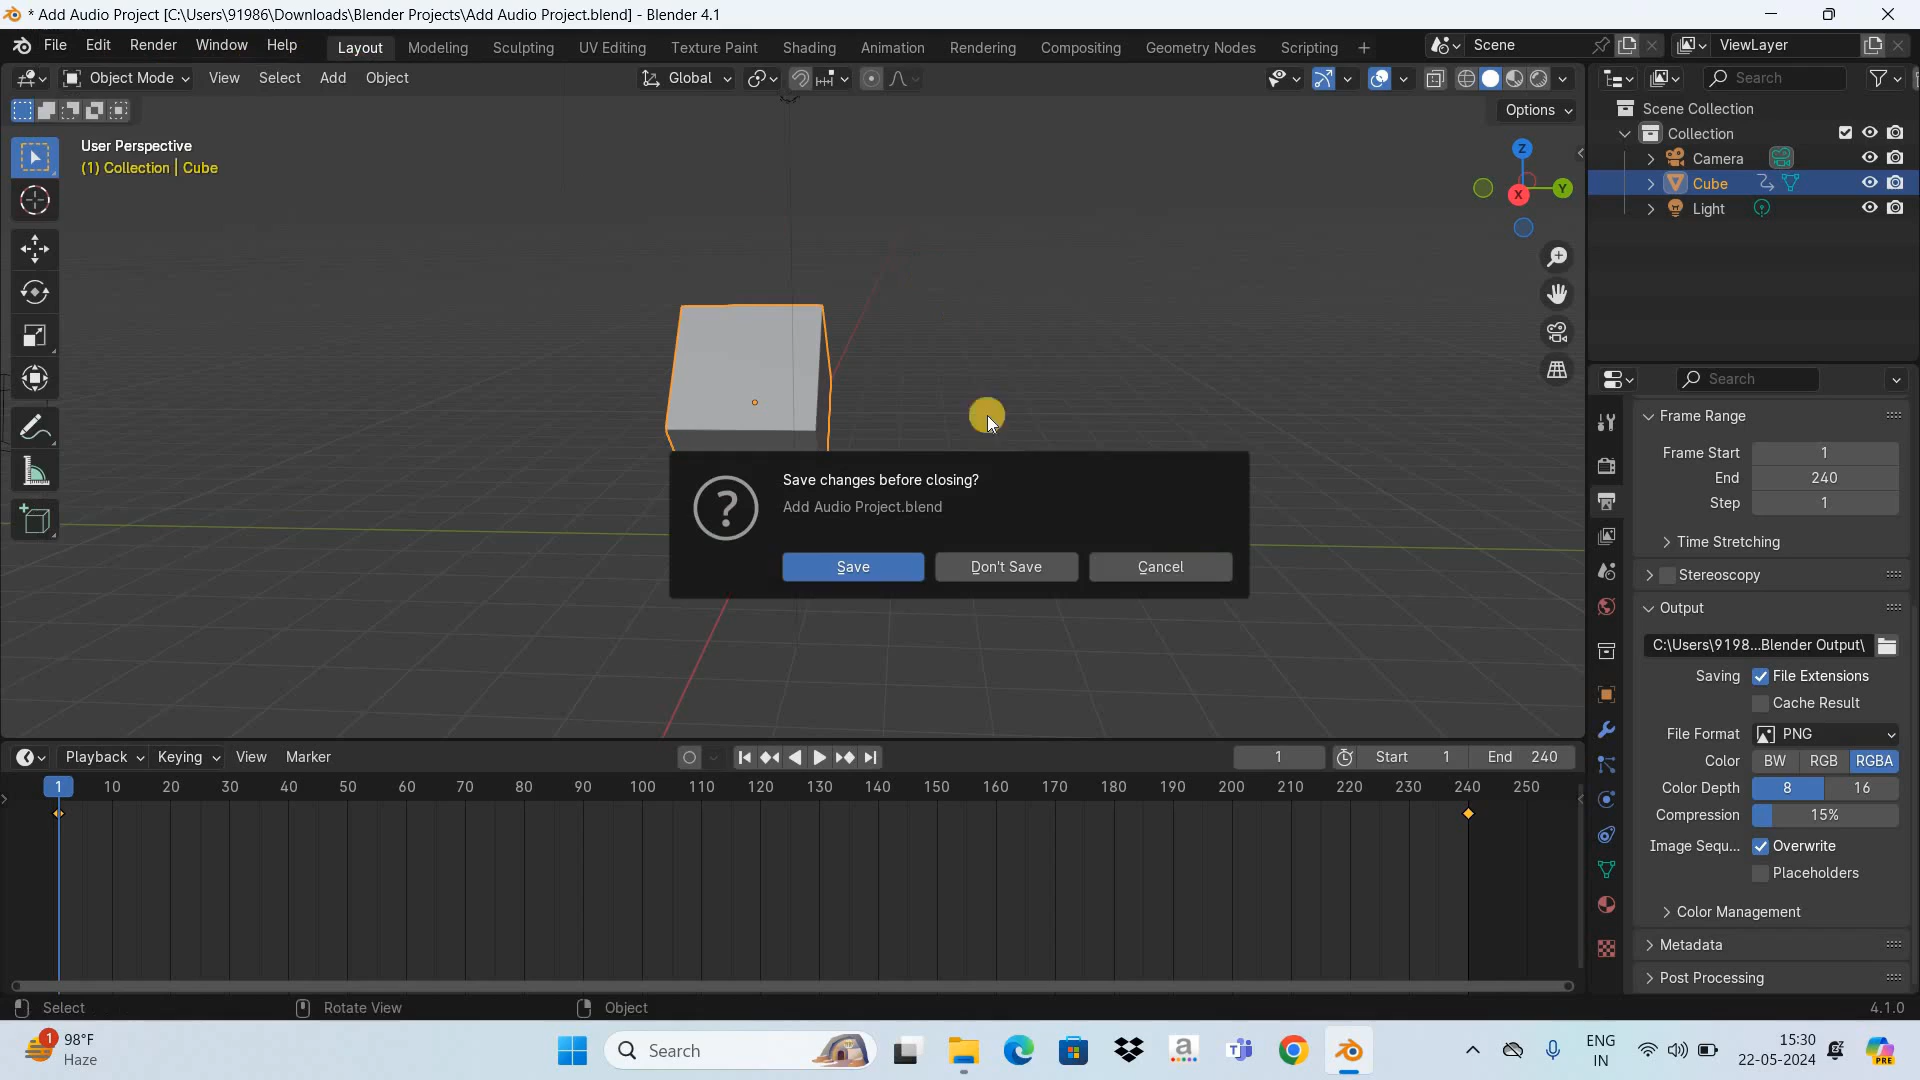 * Add Audio Project [C:\Users\91986\Downloads\Blender Projects\Add Audio Project.blend] - Blender 4.1
File Edit Render Window Help Layout Modeling Sculpting UV Editing Texture Paint Shading Animation Rendering Compositing Geometry Nodes Scripting + Scene ViewLayer
Object Mode View Select Add Object Global Search
Options
User Perspective
(1) Collection | Cube
Z
Y
X
Scene Collection
Collection
Camera
Cube
Light
Search
Frame Range
Frame Start 1
End 240
Step 1
Time Stretching
Stereoscopy
Output
C:\Users\9198...Blender Output\
Saving File Extensions
Cache Result
File Format PNG
Color BW RGB RGBA
Color Depth 8 16
Compression 15%
Image Sequ... Overwrite
Placeholders
Color Management
Metadata
Post Processing
Save changes before closing?
Add Audio Project.blend
Save Don't Save Cancel
Playback Keying View Marker 1 Start 1 End 240
1 10 20 30 40 50 60 70 80 90 100 110 120 130 140 150 160 170 180 190 200 210 220 230 240 250
Select Rotate View Object 4.1.0
1 98°F
Haze
Search
a
ENG
IN
15:30
22-05-2024
PRE